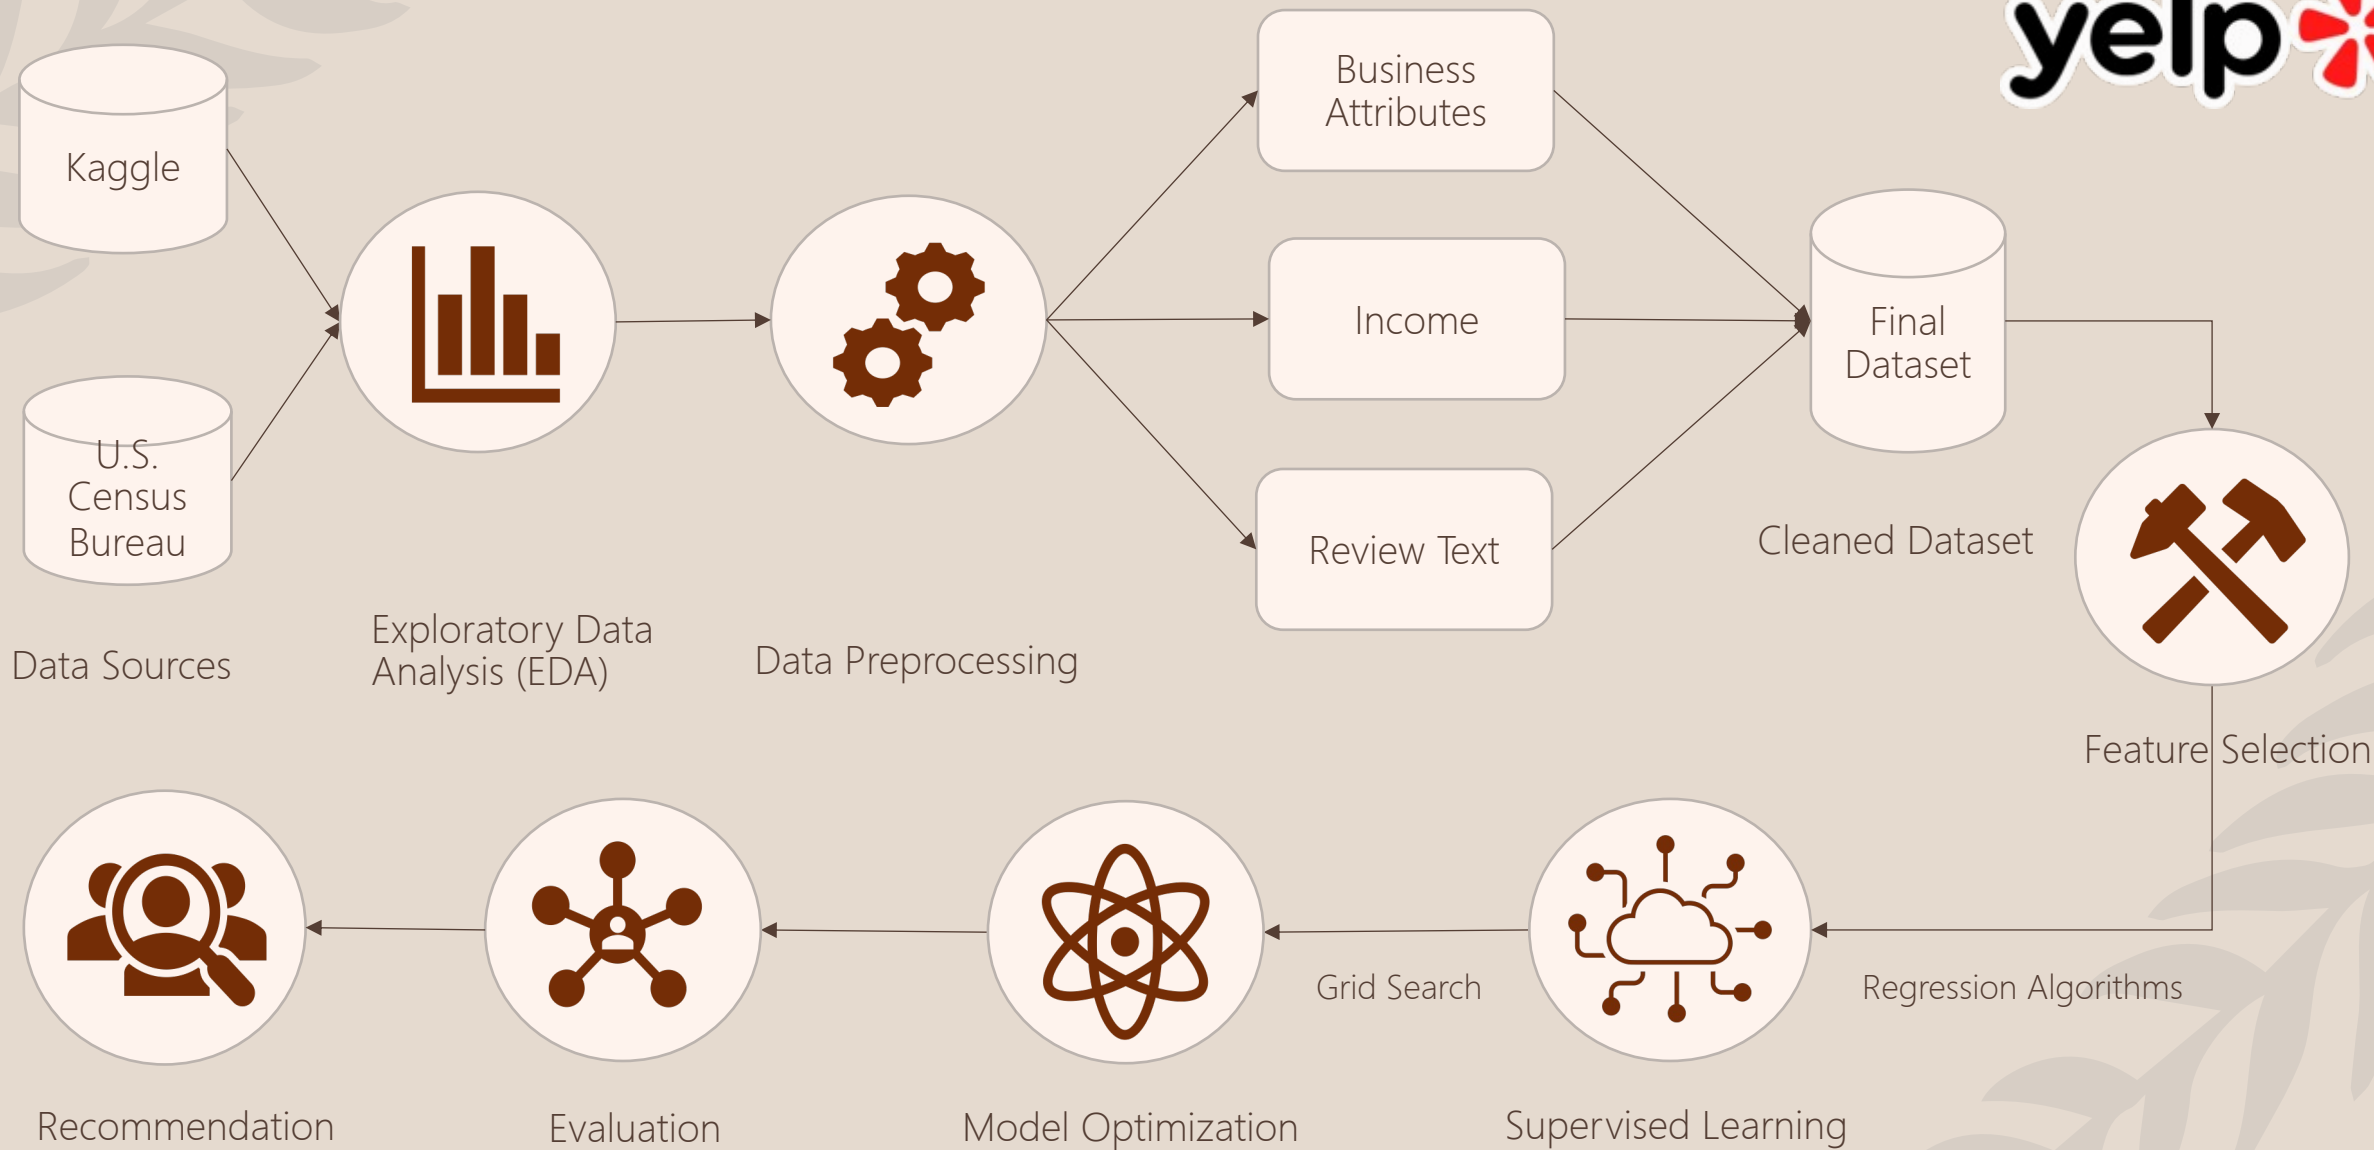 yelp
Kaggle
U.S.
Census
Bureau
Data Sources
Exploratory Data
Analysis (EDA)
Data Preprocessing
Business
Attributes
Income
Review Text
Final
Dataset
Cleaned Dataset
Feature Selection
Regression Algorithms
Supervised Learning
Grid Search
Model Optimization
Evaluation
Recommendation